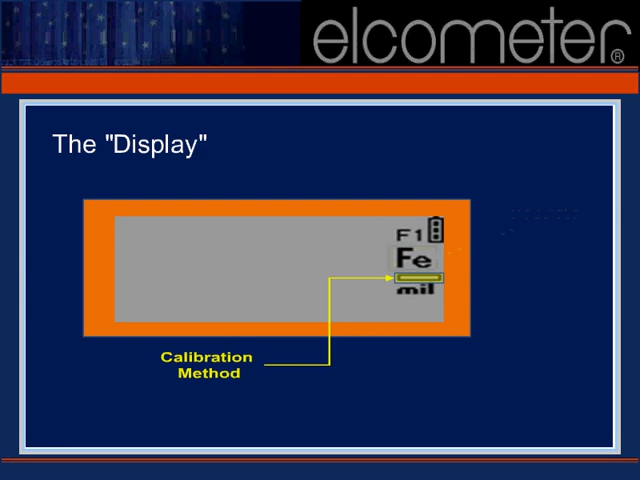 elcometer®
The "Display"
F1
Fe
mil
Calibration
Method